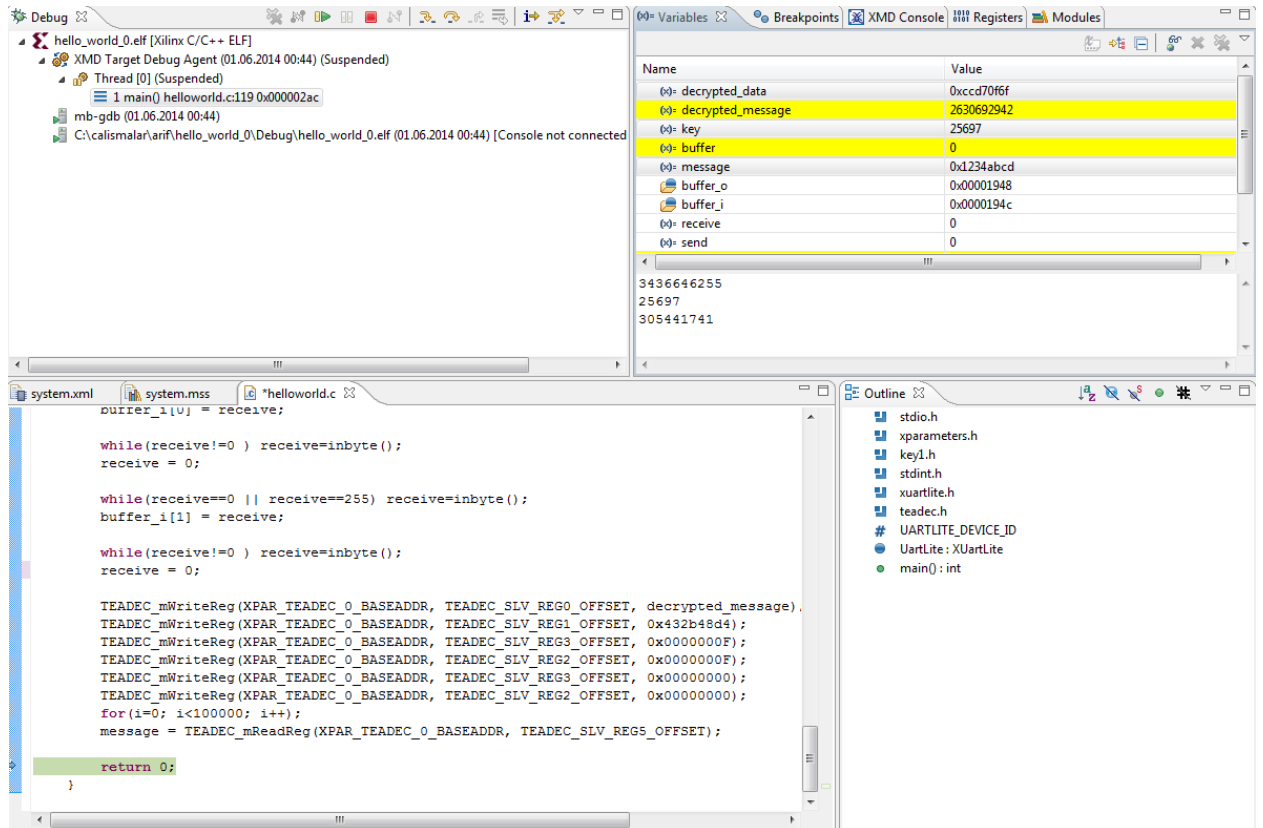 Debug
hello_world_0.elf [Xilinx C/C++ ELF]
XMD Target Debug Agent (01.06.2014 00:44) (Suspended)
Thread [0] (Suspended)
1 main() helloworld.c:119 0x000002ac
mb-gdb (01.06.2014 00:44)
C:\calismalar\arif\hello_world_0\Debug\hello_world_0.elf (01.06.2014 00:44) [Console not connected
(x)= Variables Breakpoints XMD Console Registers Modules
Name Value
(x)= decrypted_data 0xccd70f6f
(x)= decrypted_message 2630692942
(x)= key 25697
(x)= buffer 0
(x)= message 0x1234abcd
buffer_o 0x00001948
buffer_i 0x0000194c
(x)= receive 0
(x)= send 0
3436646255
25697
305441741
system.xml system.mss *helloworld.c
buffer_i[0] = receive;
while(receive!=0 ) receive=inbyte();
receive = 0;
while(receive==0 || receive==255) receive=inbyte();
buffer_i[1] = receive;
while(receive!=0 ) receive=inbyte();
receive = 0;
TEADEC_mWriteReg(XPAR_TEADEC_0_BASEADDR, TEADEC_SLV_REG0_OFFSET, decrypted_message)
TEADEC_mWriteReg(XPAR_TEADEC_0_BASEADDR, TEADEC_SLV_REG1_OFFSET, 0x432b48d4);
TEADEC_mWriteReg(XPAR_TEADEC_0_BASEADDR, TEADEC_SLV_REG3_OFFSET, 0x0000000F);
TEADEC_mWriteReg(XPAR_TEADEC_0_BASEADDR, TEADEC_SLV_REG2_OFFSET, 0x0000000F);
TEADEC_mWriteReg(XPAR_TEADEC_0_BASEADDR, TEADEC_SLV_REG3_OFFSET, 0x00000000);
TEADEC_mWriteReg(XPAR_TEADEC_0_BASEADDR, TEADEC_SLV_REG2_OFFSET, 0x00000000);
for(i=0; i<100000; i++);
message = TEADEC_mReadReg(XPAR_TEADEC_0_BASEADDR, TEADEC_SLV_REG5_OFFSET);
return 0;
}
Outline
stdio.h
xparameters.h
key1.h
stdint.h
xuartlite.h
teadec.h
# UARTLITE_DEVICE_ID
UartLite : XUartLite
main() : int